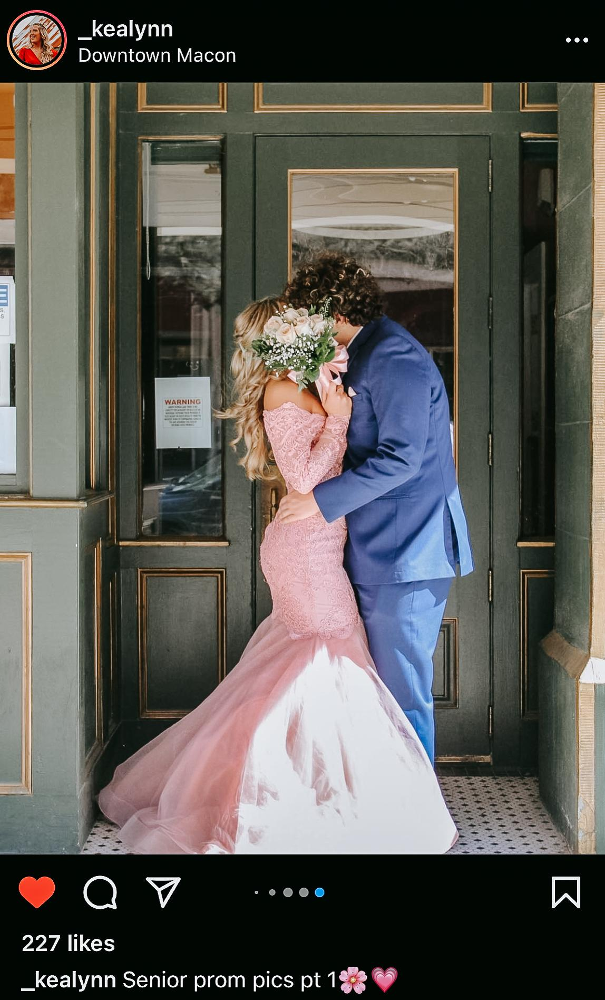 _kealynn
Downtown Macon
E
S,
S
WARNING
227 likes
_kealynn Senior prom pics pt 1🌸💗